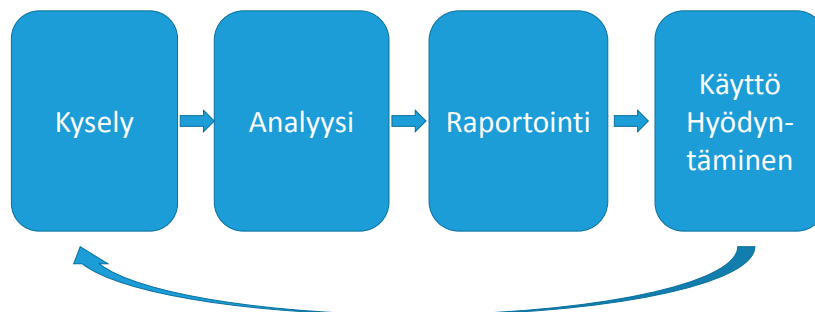 Kysely
Analyysi
Raportointi
Käyttö
Hyödyn-
täminen